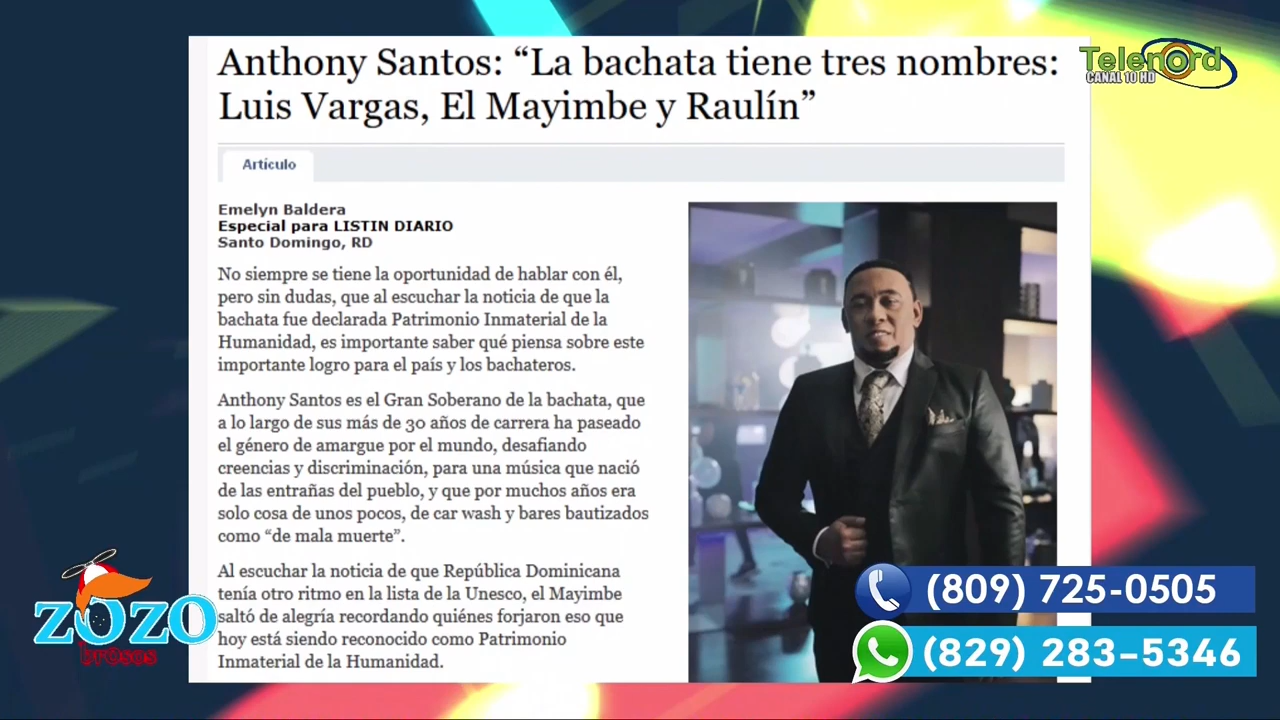 Anthony Santos: “La bachata tiene tres nombres:
Luis Vargas, El Mayimbe y Raulín”
Telenord
CANAL 10 HD
Artículo
Emelyn Baldera
Especial para LISTIN DIARIO
Santo Domingo, RD
No siempre se tiene la oportunidad de hablar con él,
pero sin dudas, que al escuchar la noticia de que la
bachata fue declarada Patrimonio Inmaterial de la
Humanidad, es importante saber qué piensa sobre este
importante logro para el país y los bachateros.
Anthony Santos es el Gran Soberano de la bachata, que
a lo largo de sus más de 30 años de carrera ha paseado
el género de amargue por el mundo, desafiando
creencias y discriminación, para una música que nació
de las entrañas del pueblo, y que por muchos años era
solo cosa de unos pocos, de car wash y bares bautizados
como “de mala muerte”.
Al escuchar la noticia de que República Dominicana
tenía otro ritmo en la lista de la Unesco, el Mayimbe
saltó de alegría recordando quiénes forjaron eso que
hoy está siendo reconocido como Patrimonio
Inmaterial de la Humanidad.
ZOZO
brosos
(809) 725-0505
(829) 283-5346